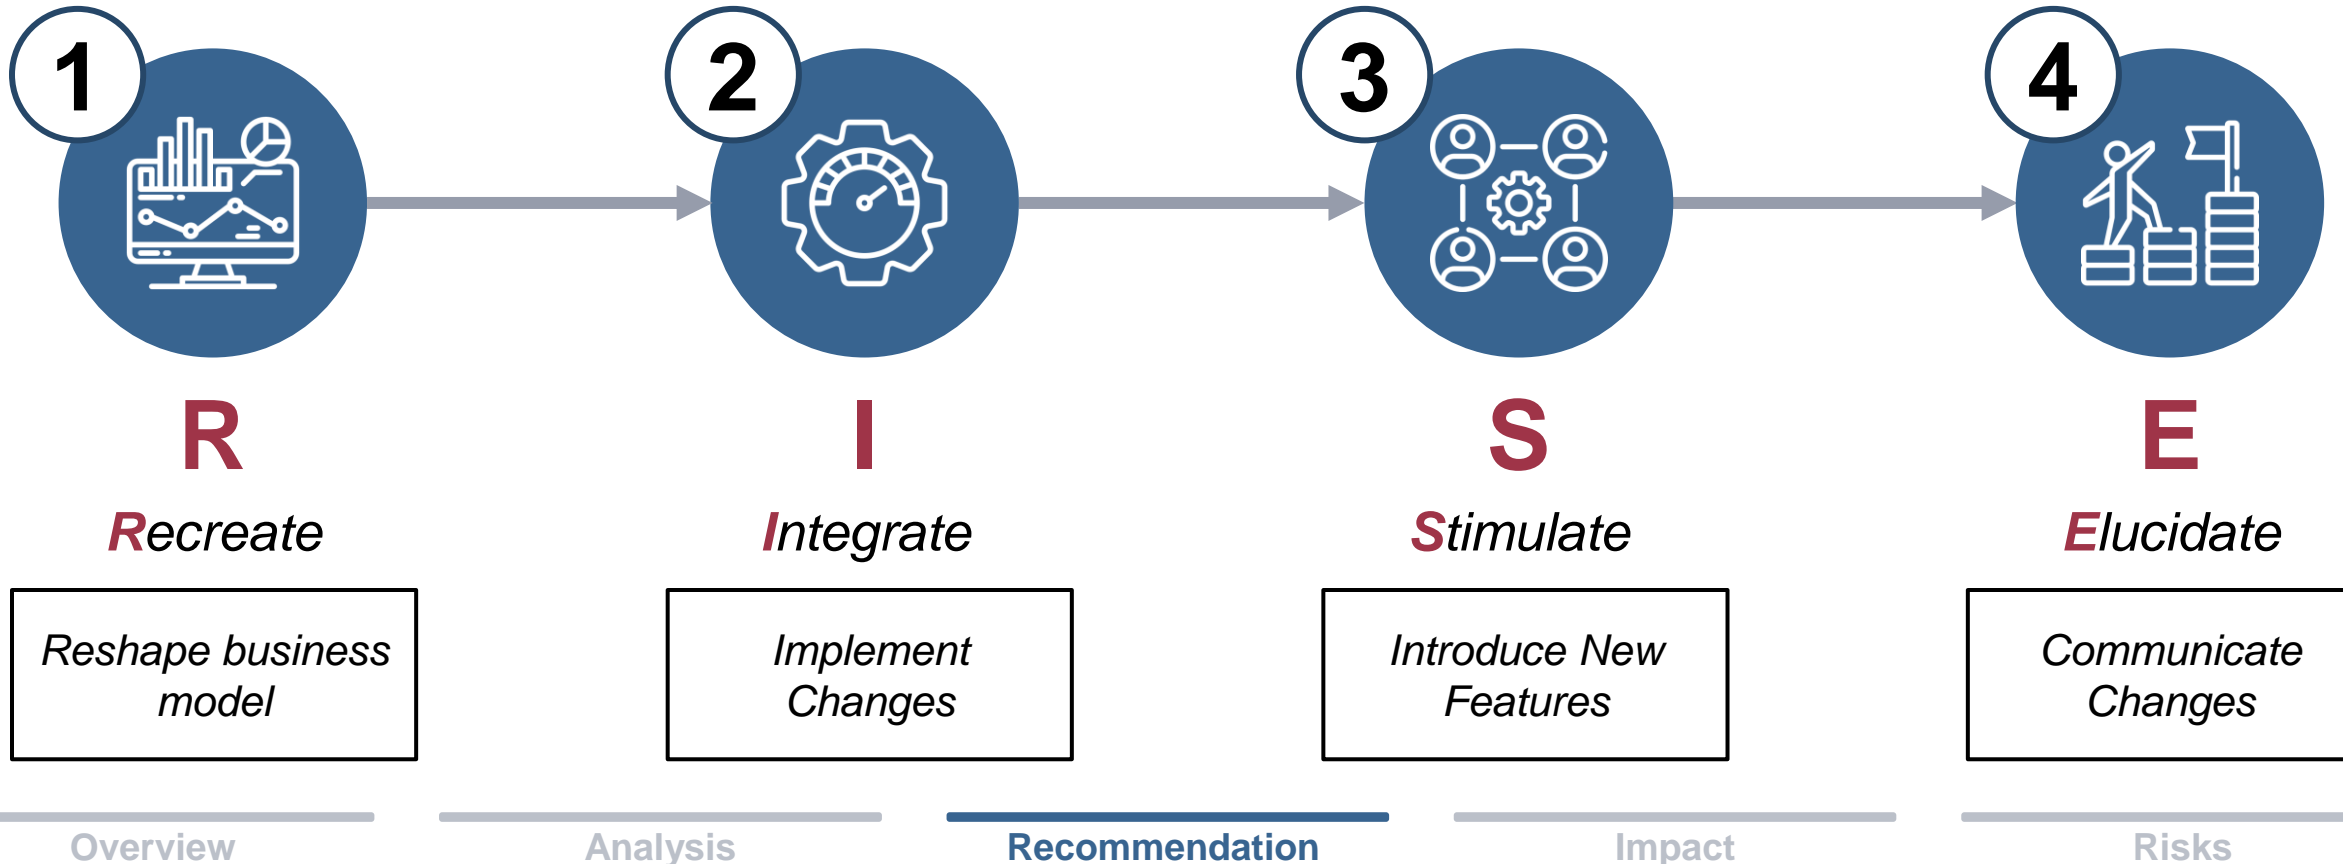 1
2
3
4
R
I
S
E
Recreate
Integrate
Stimulate
Elucidate
Reshape business
model
Implement
Changes
Introduce New
Features
Communicate
Changes
Overview
Analysis
Recommendation
Impact
Risks